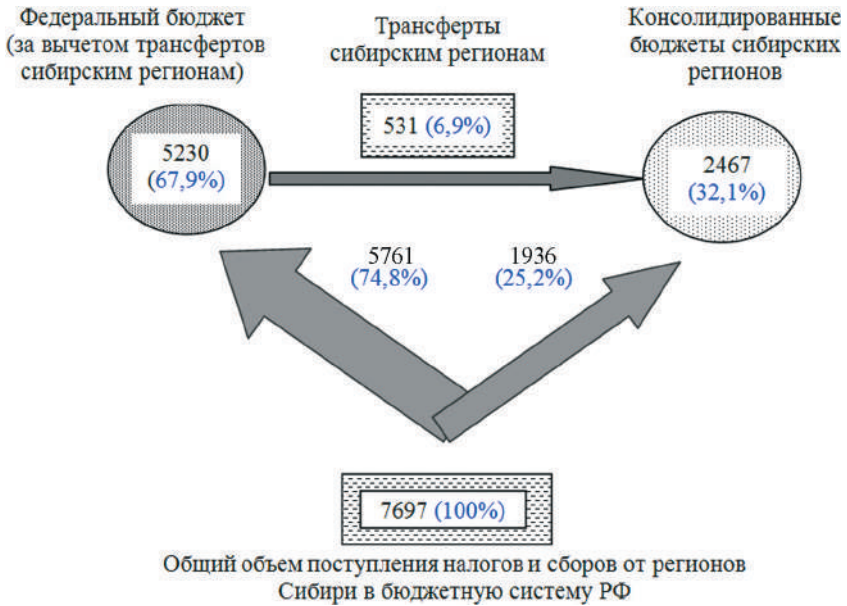 Федеральный бюджет
(за вычетом трансфертов
сибирским регионам)
Трансферты
сибирским регионам
Консолидированные
бюджеты сибирских
регионов
531 (6,9%)
5230
(67,9%)
2467
(32,1%)
5761
(74,8%)
1936
(25,2%)
7697 (100%)
Общий объем поступления налогов и сборов от регионов
Сибири в бюджетную систему РФ